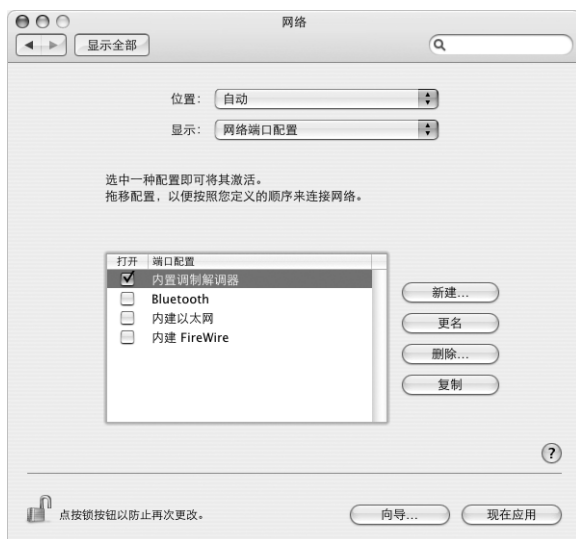 网络
显示全部
位置： 自动
显示： 网络端口配置
选中一种配置即可将其激活。
拖移配置，以便按照您定义的顺序来连接网络。
打开 端口配置
内置调制解调器
Bluetooth
内建以太网
内建 FireWire
新建...
更名
删除...
复制
?
点按锁按钮以防止再次更改。
向导...
现在应用